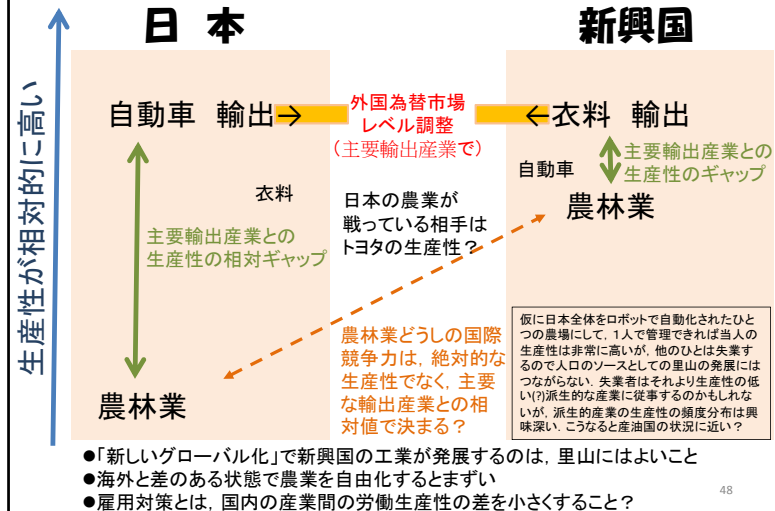 日 本
新興国
生産性が相対的に高い
自動車 輸出→
外国為替市場
レベル調整
(主要輸出産業で)
←衣料 輸出
主要輸出産業との
生産性のギャップ
自動車
農林業
衣料
日本の農業が
戦っている相手は
トヨタの生産性?
主要輸出産業との
生産性の相対ギャップ
農林業どうしの国際
競争力は,絶対的な
生産性でなく,主要
な輸出産業との相
対値で決まる?
農林業
仮に日本全体をロボットで自動化されたひと
つの農場にして,1人で管理できれば当人の
生産性は非常に高いが,他のひとは失業す
るので人口のソースとしての里山の発展には
つながらない.失業者はそれより生産性の低
い(?)派生的な産業に従事するのかもしれな
いが,派生的産業の生産性の頻度分布は興
味深い.こうなると産油国の状況に近い?
●「新しいグローバル化」で新興国の工業が発展するのは,里山にはよいこと
●海外と差のある状態で農業を自由化するとまずい
●雇用対策とは,国内の産業間の労働生産性の差を小さくすること?
48